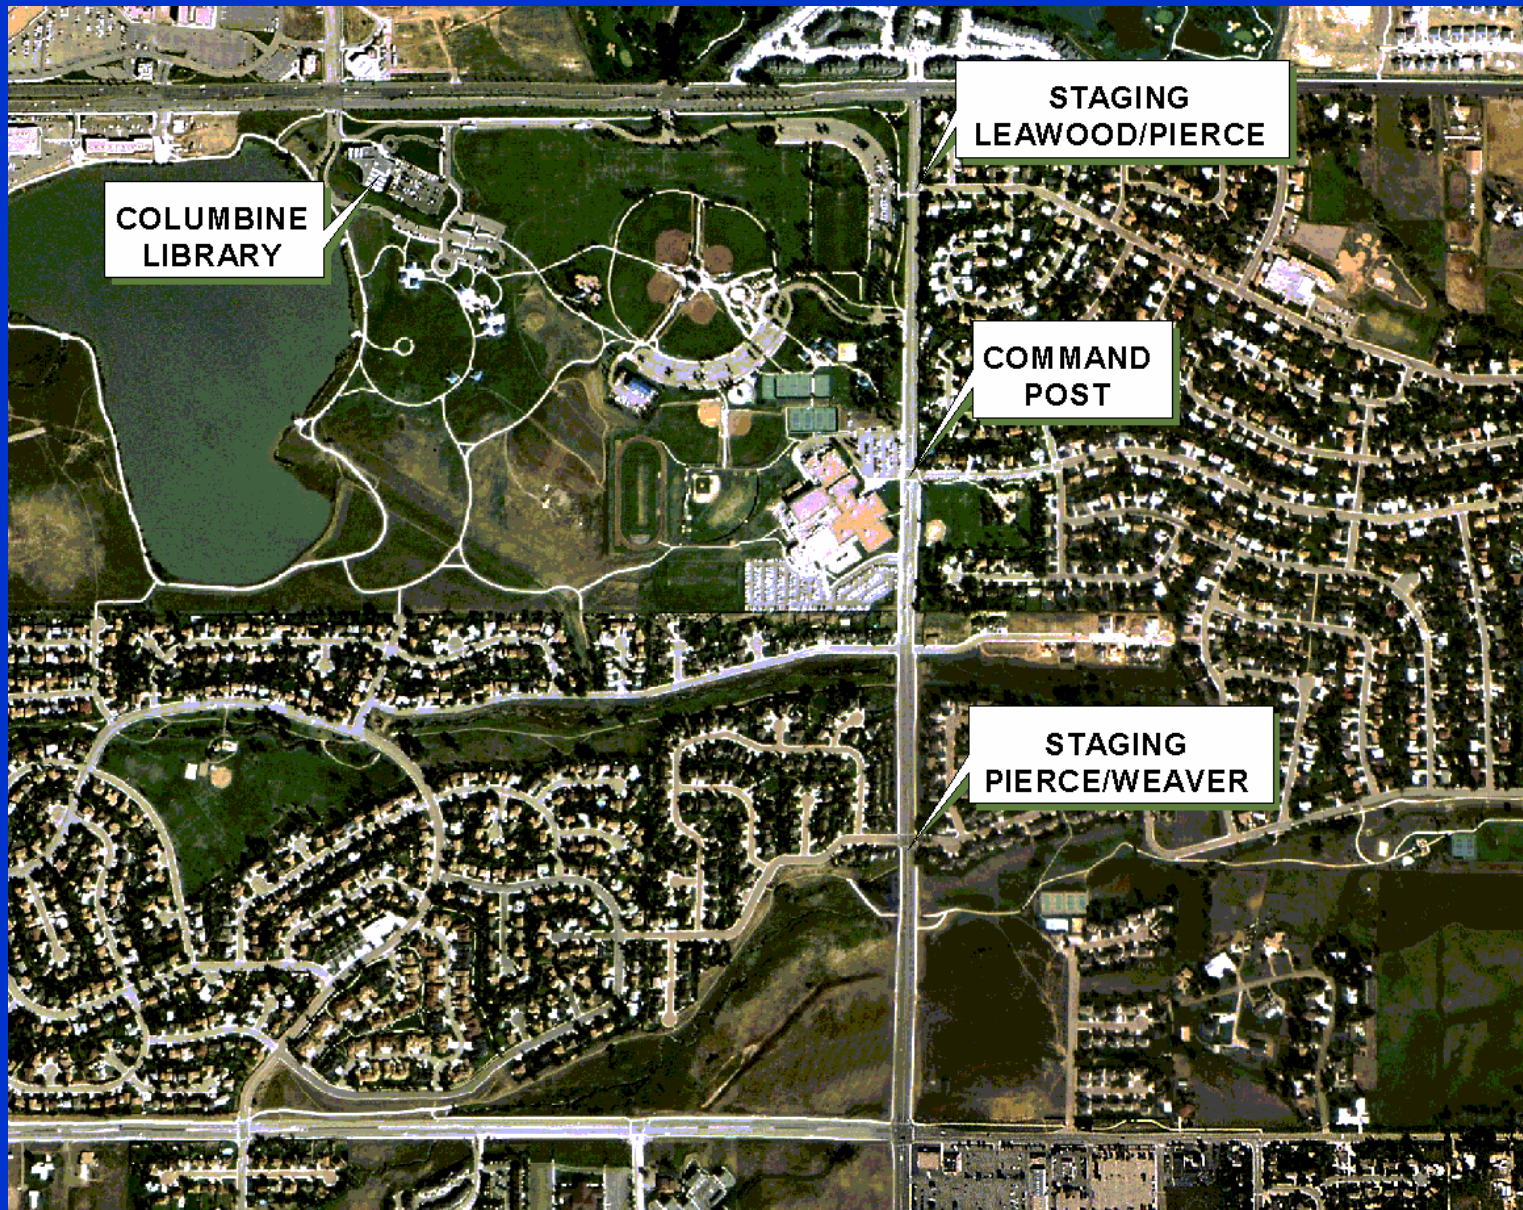 STAGING
LEAWOOD/PIERCE
COLUMBINE
LIBRARY
COMMAND
POST
STAGING
PIERCE/WEAVER